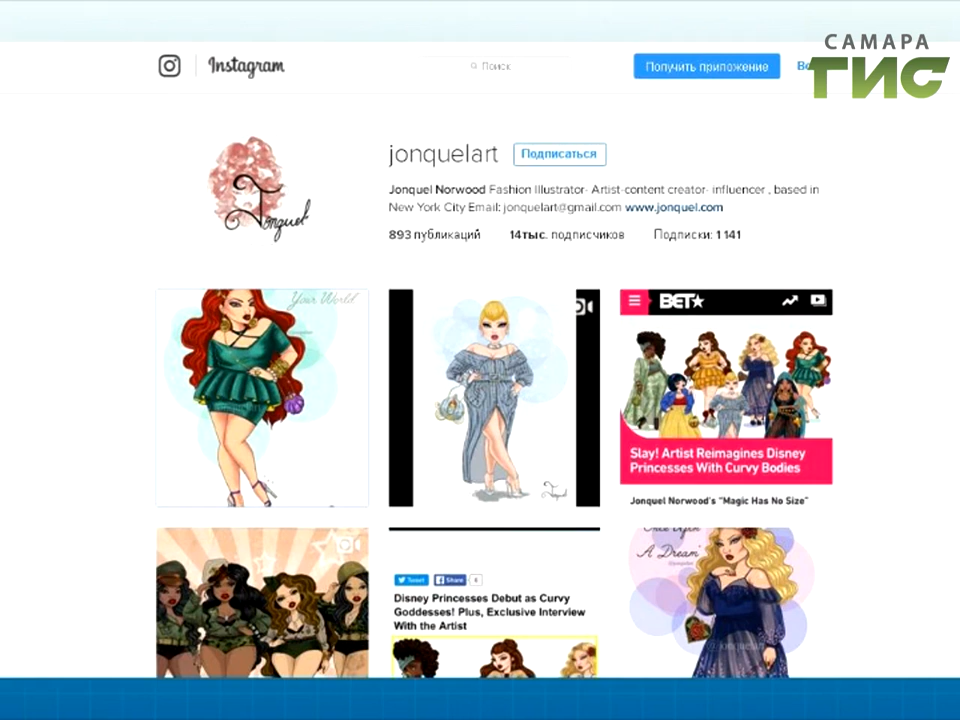 САМАРА
ГИС
Instagram
Поиск
Получить приложение
jonquelart
Подписаться
Jonquel Norwood Fashion Illustrator- Artist-content creator- influencer , based in
New York City Email: jonquelart@gmail.com www.jonquel.com
893 публикаций
14тыс. подписчиков
Подписки: 1 141
Jonquel
Your World
Jonquel
BET
Slay! Artist Reimagines Disney
Princesses With Curvy Bodies
Jonquel Norwood's "Magic Has No Size"
Tweet
Share
Disney Princesses Debut as Curvy
Goddesses! Plus, Exclusive Interview
With the Artist
Once Upon
A Dream
@jonquelart